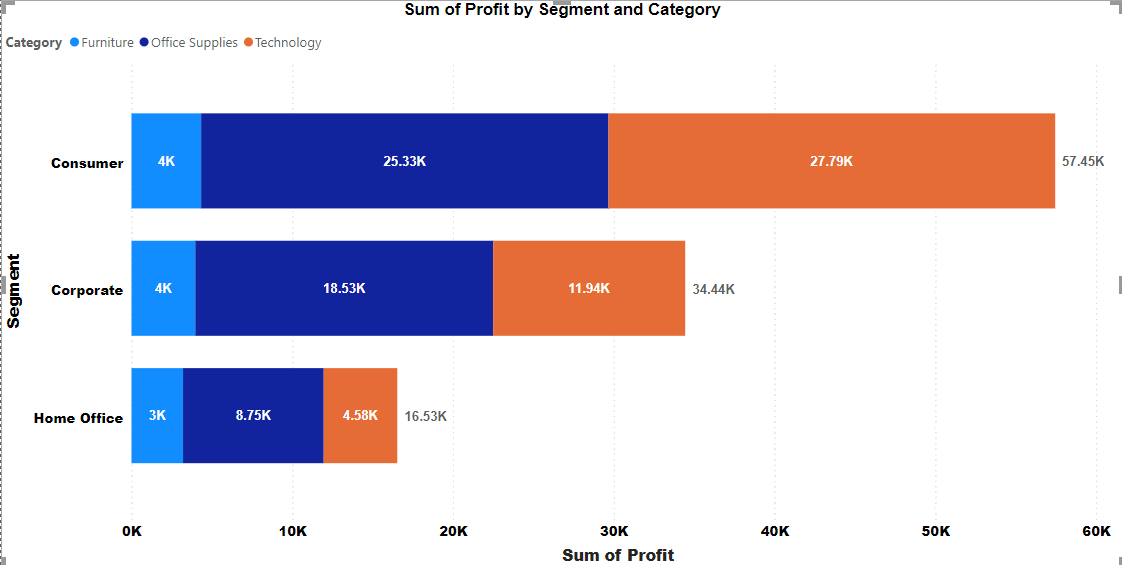 Sum of Profit by Segment and Category
Category Furniture Office Supplies Technology
Consumer 4K 25.33K 27.79K 57.45K
Corporate 4K 18.53K 11.94K 34.44K
Home Office 3K 8.75K 4.58K 16.53K
Segment
0K 10K 20K 30K 40K 50K 60K
Sum of Profit